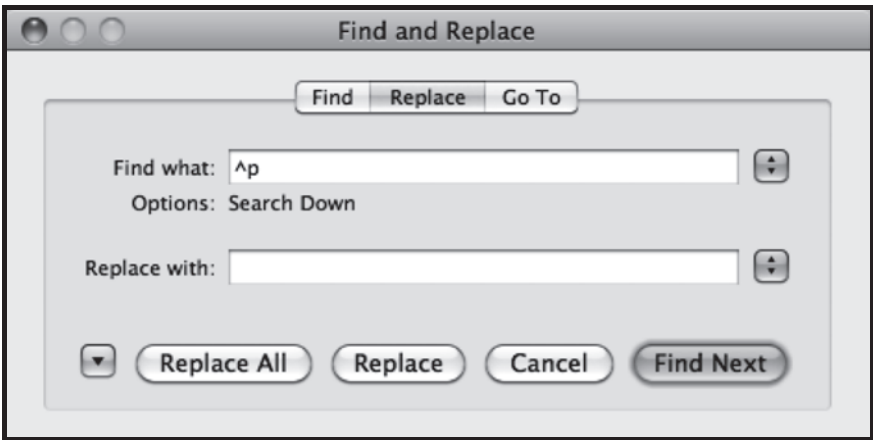 Find and Replace
Find Replace Go To
Find what: ^p
Options: Search Down
Replace with:
Replace All Replace Cancel Find Next